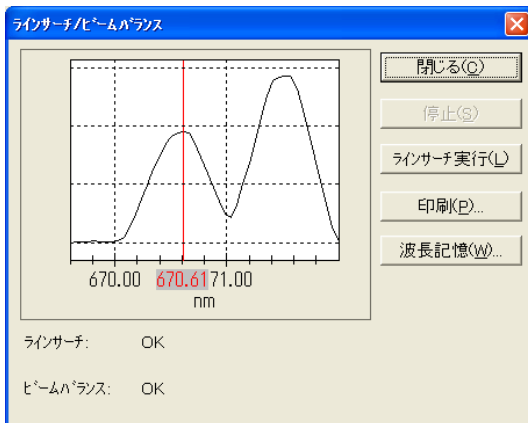 ラインサーチ/ビームバランス
閉じる(C)
停止(S)
ラインサーチ実行(L)
印刷(P)...
波長記憶(W)...
670.00 670.61 71.00
nm
ラインサーチ: OK
ビームバランス: OK